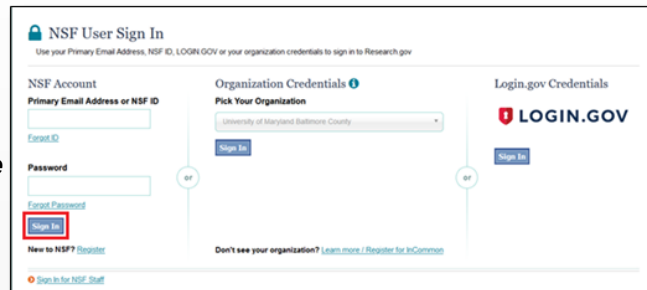 NSF User Sign In
Use your Primary Email Address, NSF ID, LOGIN.GOV or your organization credentials to sign in to Research.gov
NSF Account
Primary Email Address or NSF ID
Forgot ID
Password
Forgot Password
Sign In
New to NSF? Register
or
Organization Credentials
Pick Your Organization
University of Maryland Baltimore County
Sign In
Don't see your organization? Learn more / Register for InCommon
or
Login.gov Credentials
LOGIN.GOV
Sign In
Sign In for NSF Staff
e